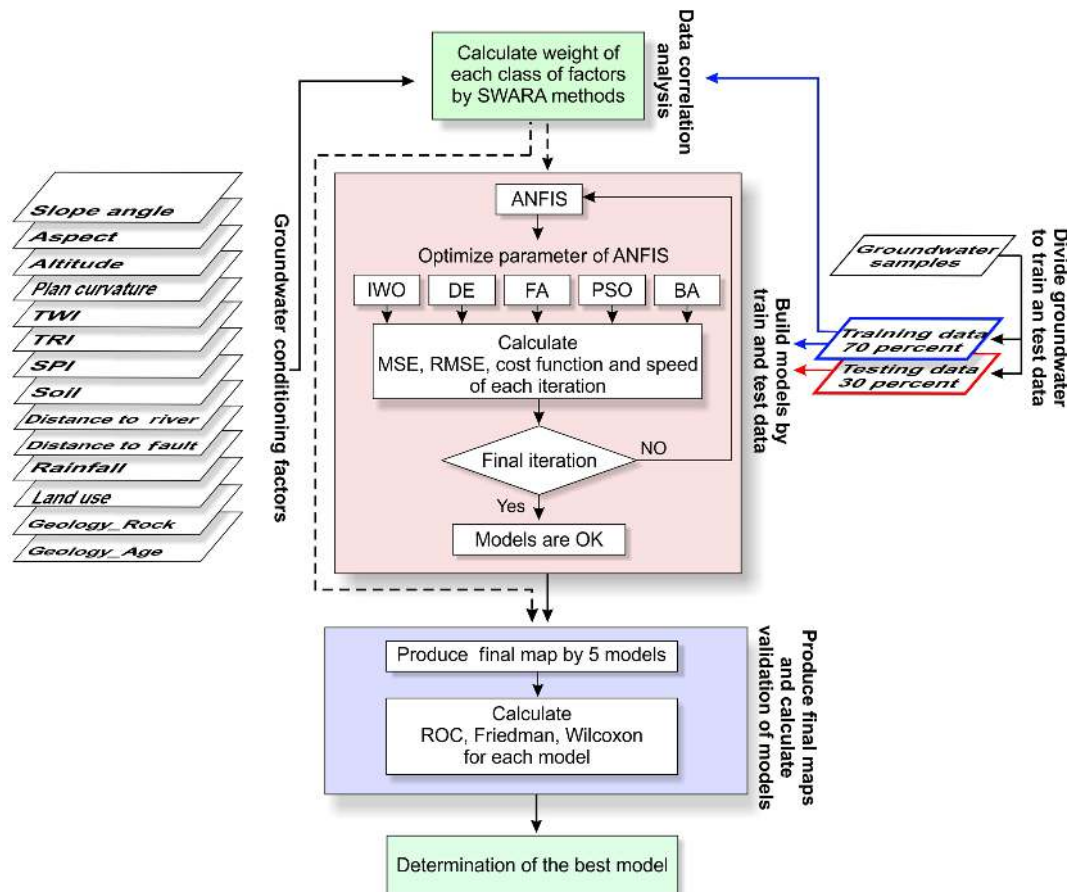 Calculate weight of
each class of factors
by SWARA methods
Data correlation
analysis
Slope angle
Aspect
Altitude
Plan curvature
TWI
TRI
SPI
Soil
Distance to river
Distance to fault
Rainfall
Land use
Geology_Rock
Geology_Age
Groundwater conditioning factors
ANFIS
Optimize parameter of ANFIS
IWO
DE
FA
PSO
BA
Calculate
MSE, RMSE, cost function and speed
of each iteration
Final iteration
NO
Yes
Models are OK
Build models by
train and test data
Groundwater
samples
Training data
70 percent
Testing data
30 percent
Divide groundwater
to train an test data
Produce final map by 5 models
Calculate
ROC, Friedman, Wilcoxon
for each model
Produce final maps
and calculate
validation of models
Determination of the best model